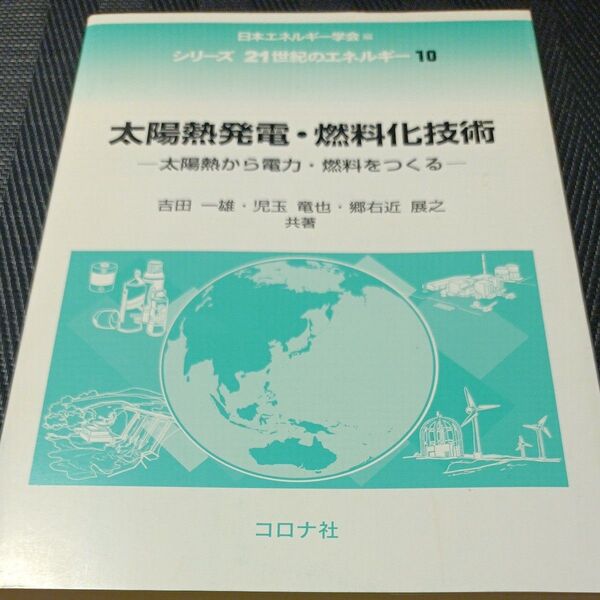 日本エネルギー学会 編
シリーズ 21世紀のエネルギー 10
太陽熱発電・燃料化技術
—太陽熱から電力・燃料をつくる—
吉田 一雄・児玉 竜也・郷右近 展之
共著
コロナ社